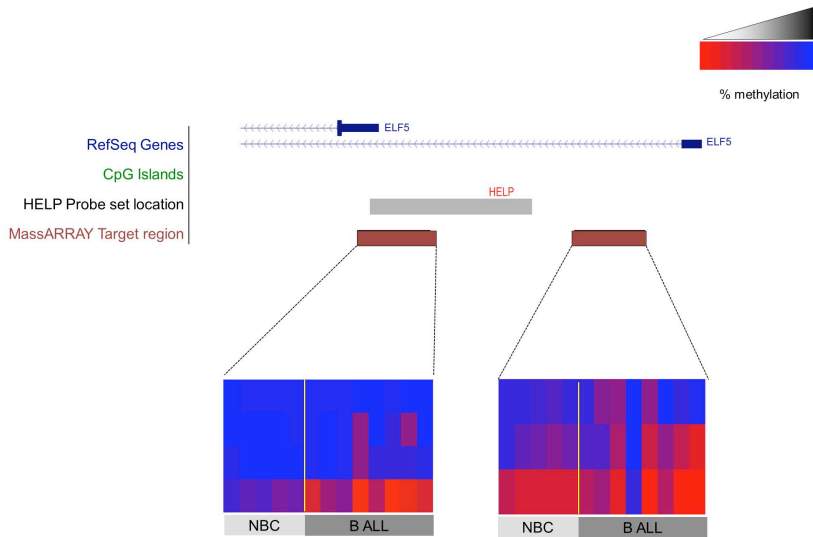 % methylation
ELF5
RefSeq Genes
ELF5
CpG Islands
HELP
HELP Probe set location
MassARRAY Target region
NBC
B ALL
NBC
B ALL